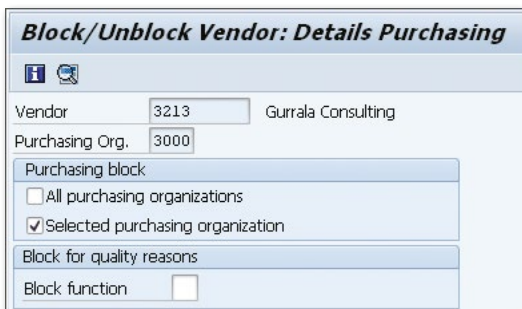 Block/Unblock Vendor: Details Purchasing
Vendor 3213 Gurrala Consulting
Purchasing Org. 3000
Purchasing block
All purchasing organizations
Selected purchasing organization
Block for quality reasons
Block function